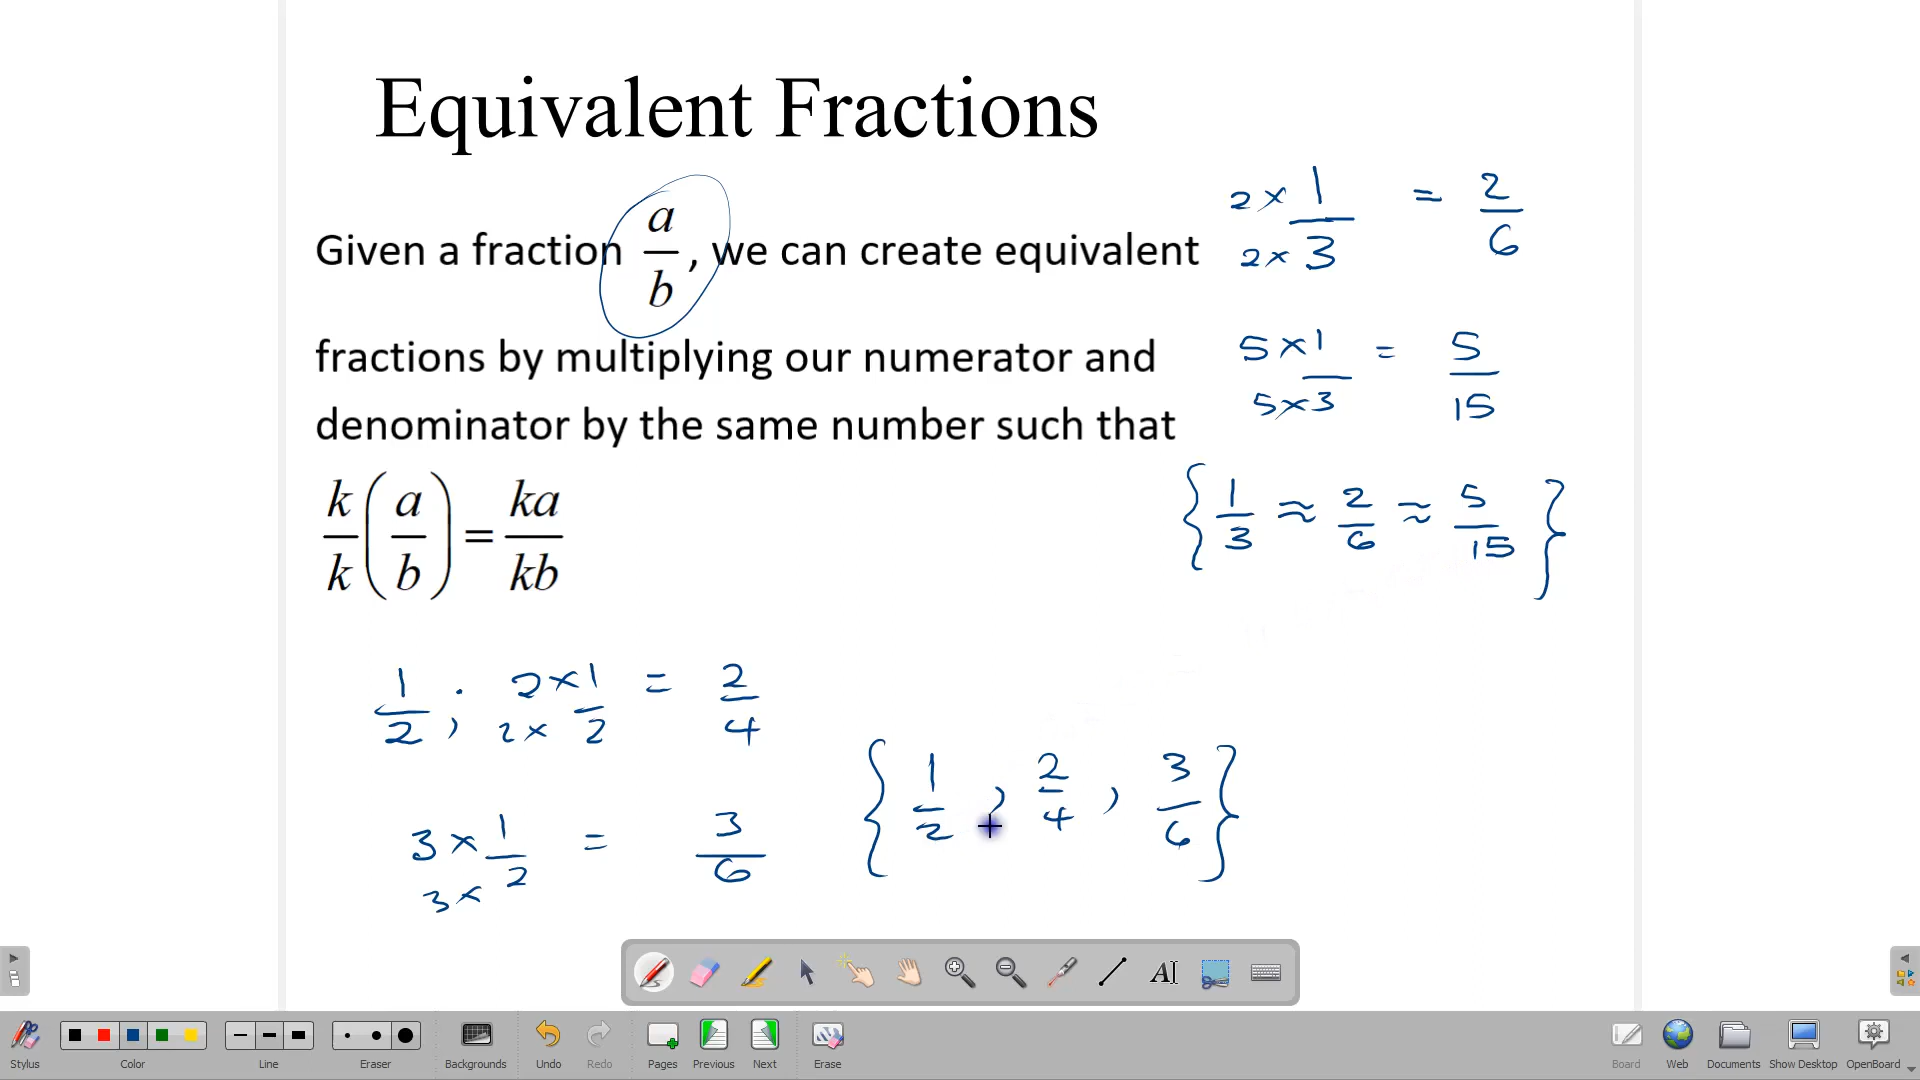 Equivalent Fractions
Given a fraction a/b, we can create equivalent
fractions by multiplying our numerator and
denominator by the same number such that
k/k (a/b) = ka/kb
2 × 1 / 2 × 3 = 2/6
5 × 1 / 5 × 3 = 5/15
{ 1/3 ≈ 2/6 ≈ 5/15 }
1/2 ; 2 × 1 / 2 × 2 = 2/4
3 × 1 / 3 × 2 = 3/6
{ 1/2 , 2/4 , 3/6 }
AI
Stylus Color Line Eraser Backgrounds Undo Redo Pages Previous Next Erase Board Web Documents Show Desktop OpenBoard